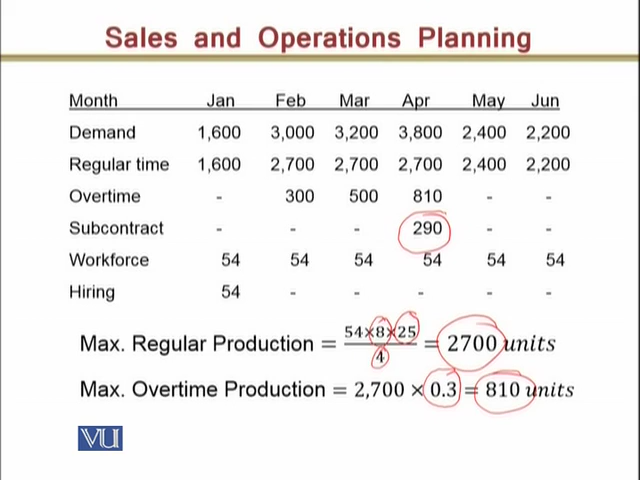 Sales and Operations Planning
Month Jan Feb Mar Apr May Jun
Demand 1,600 3,000 3,200 3,800 2,400 2,200
Regular time 1,600 2,700 2,700 2,700 2,400 2,200
Overtime - 300 500 810 - -
Subcontract - - - 290 - -
Workforce 54 54 54 54 54 54
Hiring 54 - - - - -
Max. Regular Production = 54×8×25 / 4 = 2700 units
Max. Overtime Production = 2,700 × 0.3 = 810 units
VU